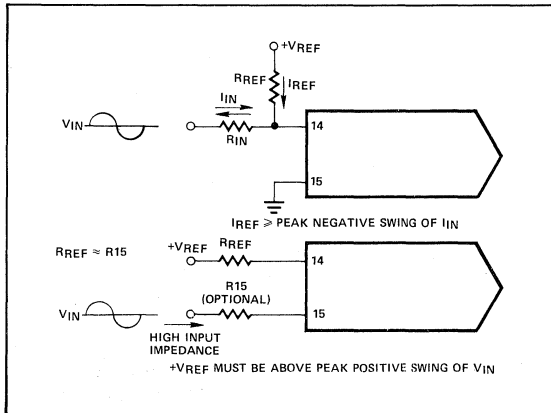 +VREF
RREF
IREF
IIN
VIN
RIN
14
15
IREF ≥ PEAK NEGATIVE SWING OF IIN
RREF ≈ R15
+VREF
RREF
14
R15
(OPTIONAL)
VIN
15
HIGH INPUT
IMPEDANCE
+VREF MUST BE ABOVE PEAK POSITIVE SWING OF VIN